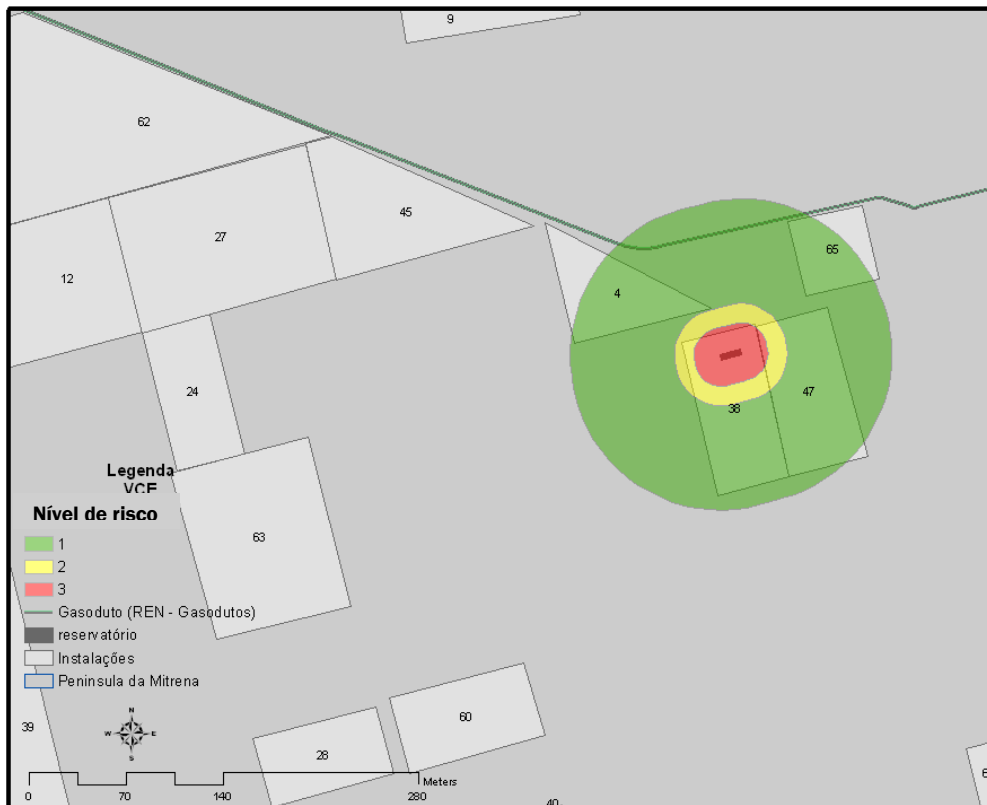 9
62
45
27
65
12
4
24
47
38
Legenda
VCE
Nível de risco
63
1
2
3
Gasoduto (REN - Gasodutos)
reservatório
Instalações
Peninsula da Mitrena
39
N
W E
S
60
28
Meters
0 70 140 280
40